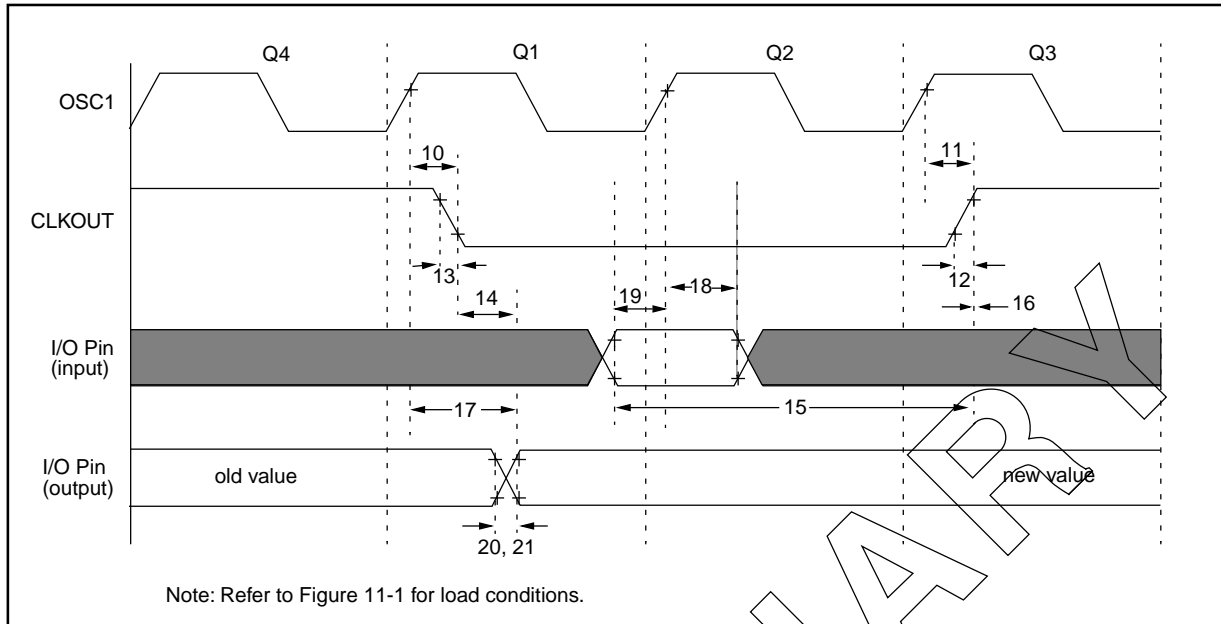 Q4 Q1 Q2 Q3
OSC1
10 11
CLKOUT
13 12
14 19 18 16
I/O Pin
(input)
17 15
I/O Pin
(output)
old value new value
20, 21
Note: Refer to Figure 11-1 for load conditions.
NARY